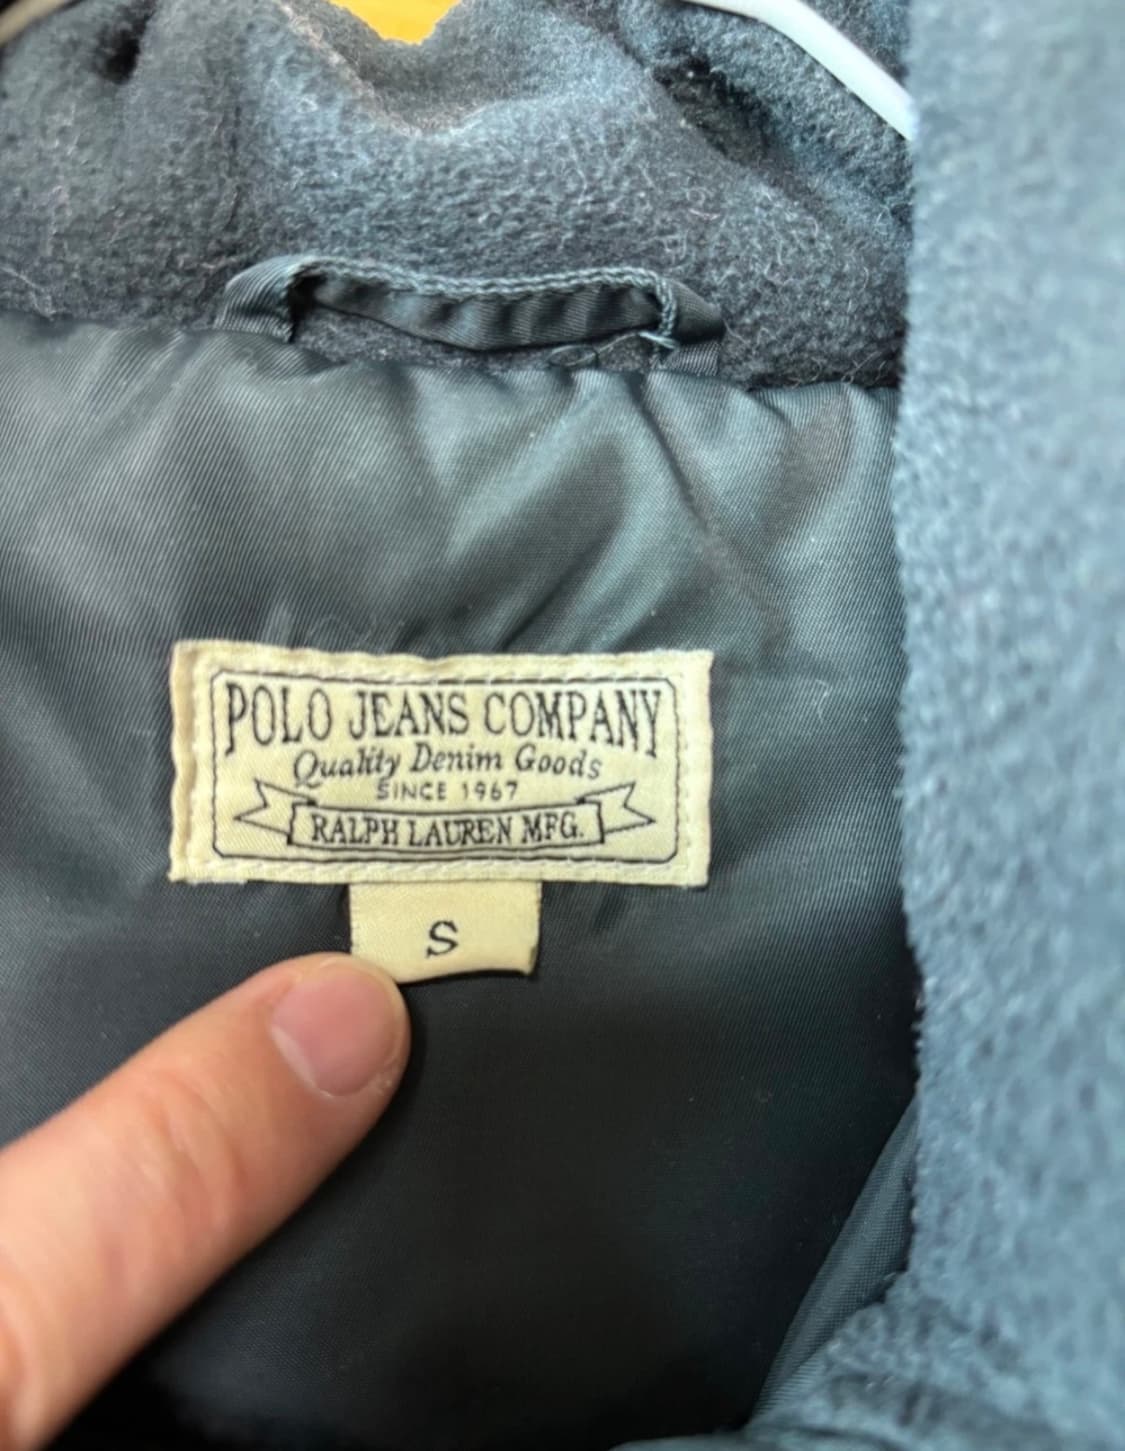 POLO JEANS COMPANY
Quality Denim Goods
SINCE 1967
RALPH LAUREN MFG.
S